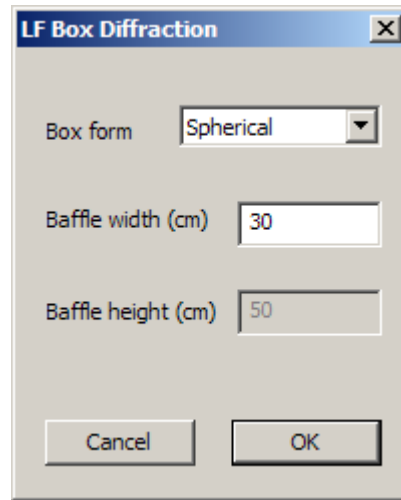 LF Box Diffraction
Box form Spherical
Baffle width (cm) 30
Baffle height (cm) 50
Cancel OK